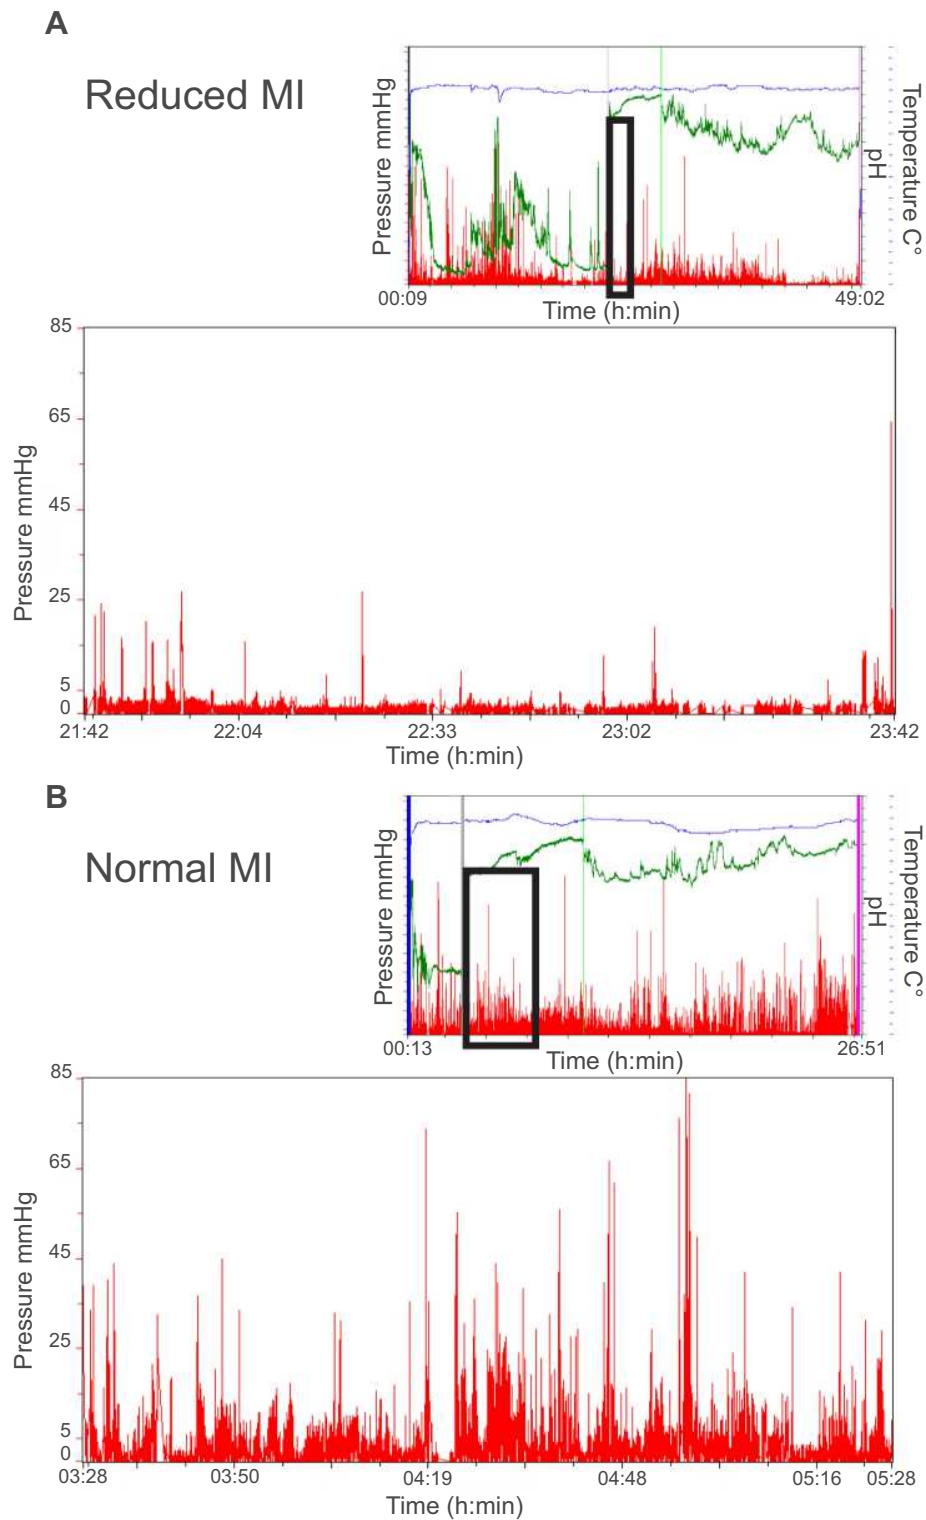 A
Reduced MI
Pressure mmHg
pH
Temperature C°
00:09
49:02
Time (h:min)
Pressure mmHg
85
65
45
25
5
0
21:42
22:04
22:33
23:02
23:42
Time (h:min)
B
Normal MI
Pressure mmHg
pH
Temperature C°
00:13
26:51
Time (h:min)
Pressure mmHg
85
65
45
25
5
0
03:28
03:50
04:19
04:48
05:16
05:28
Time (h:min)